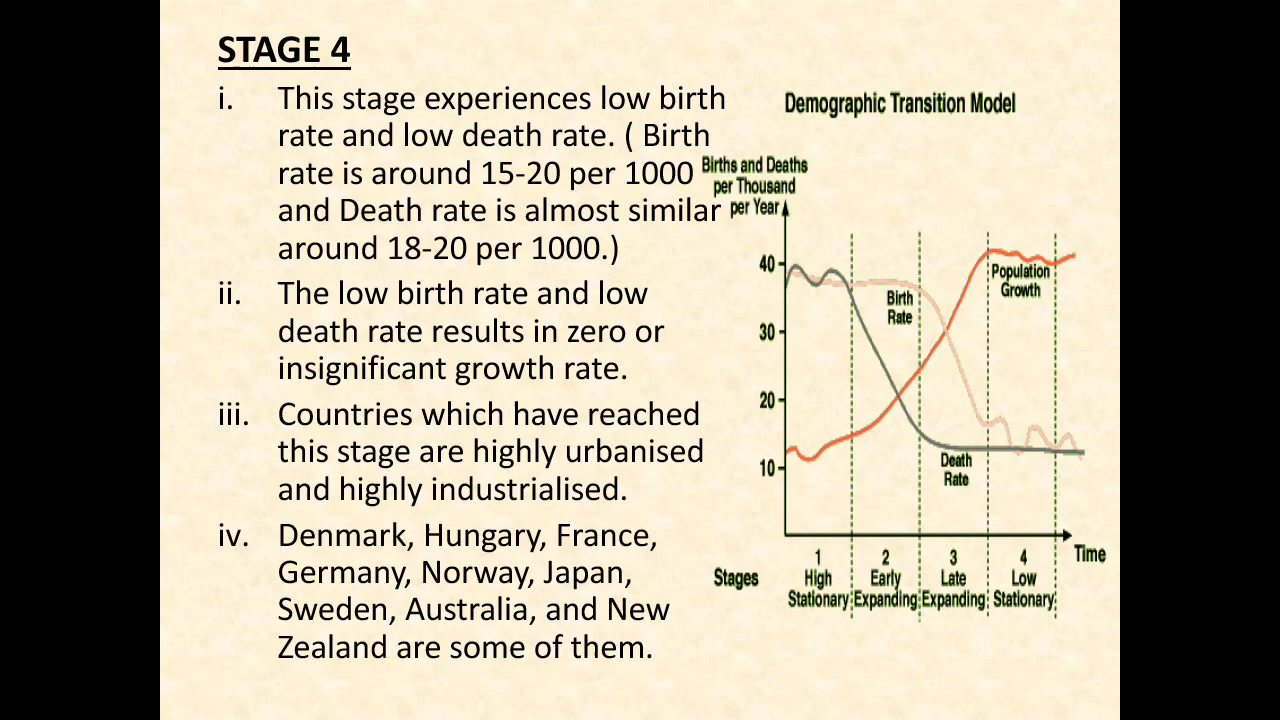 STAGE 4
i. This stage experiences low birth
rate and low death rate. ( Birth
rate is around 15-20 per 1000
and Death rate is almost similar
around 18-20 per 1000.)
ii. The low birth rate and low
death rate results in zero or
insignificant growth rate.
iii. Countries which have reached
this stage are highly urbanised
and highly industrialised.
iv. Denmark, Hungary, France,
Germany, Norway, Japan,
Sweden, Australia, and New
Zealand are some of them.
Demographic Transition Model
Births and Deaths
per Thousand
per Year
40
30
20
10
Birth
Rate
Population
Growth
Death
Rate
Time
Stages
1
High
Stationary
2
Early
Expanding
3
Late
Expanding
4
Low
Stationary